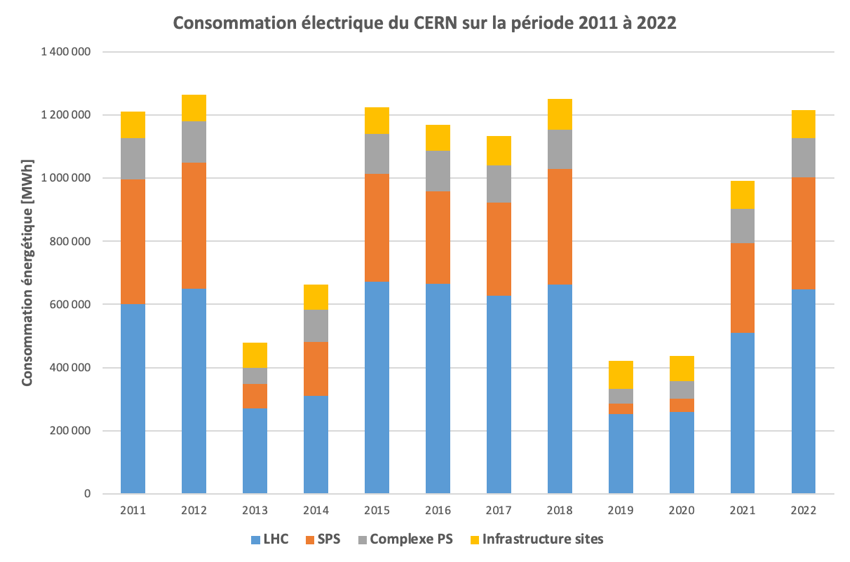 Consommation électrique du CERN sur la période 2011 à 2022
Consommation énergétique [MWh]
1 400 000
1 200 000
1 000 000
800 000
600 000
400 000
200 000
0
2011 2012 2013 2014 2015 2016 2017 2018 2019 2020 2021 2022
LHC SPS Complexe PS Infrastructure sites